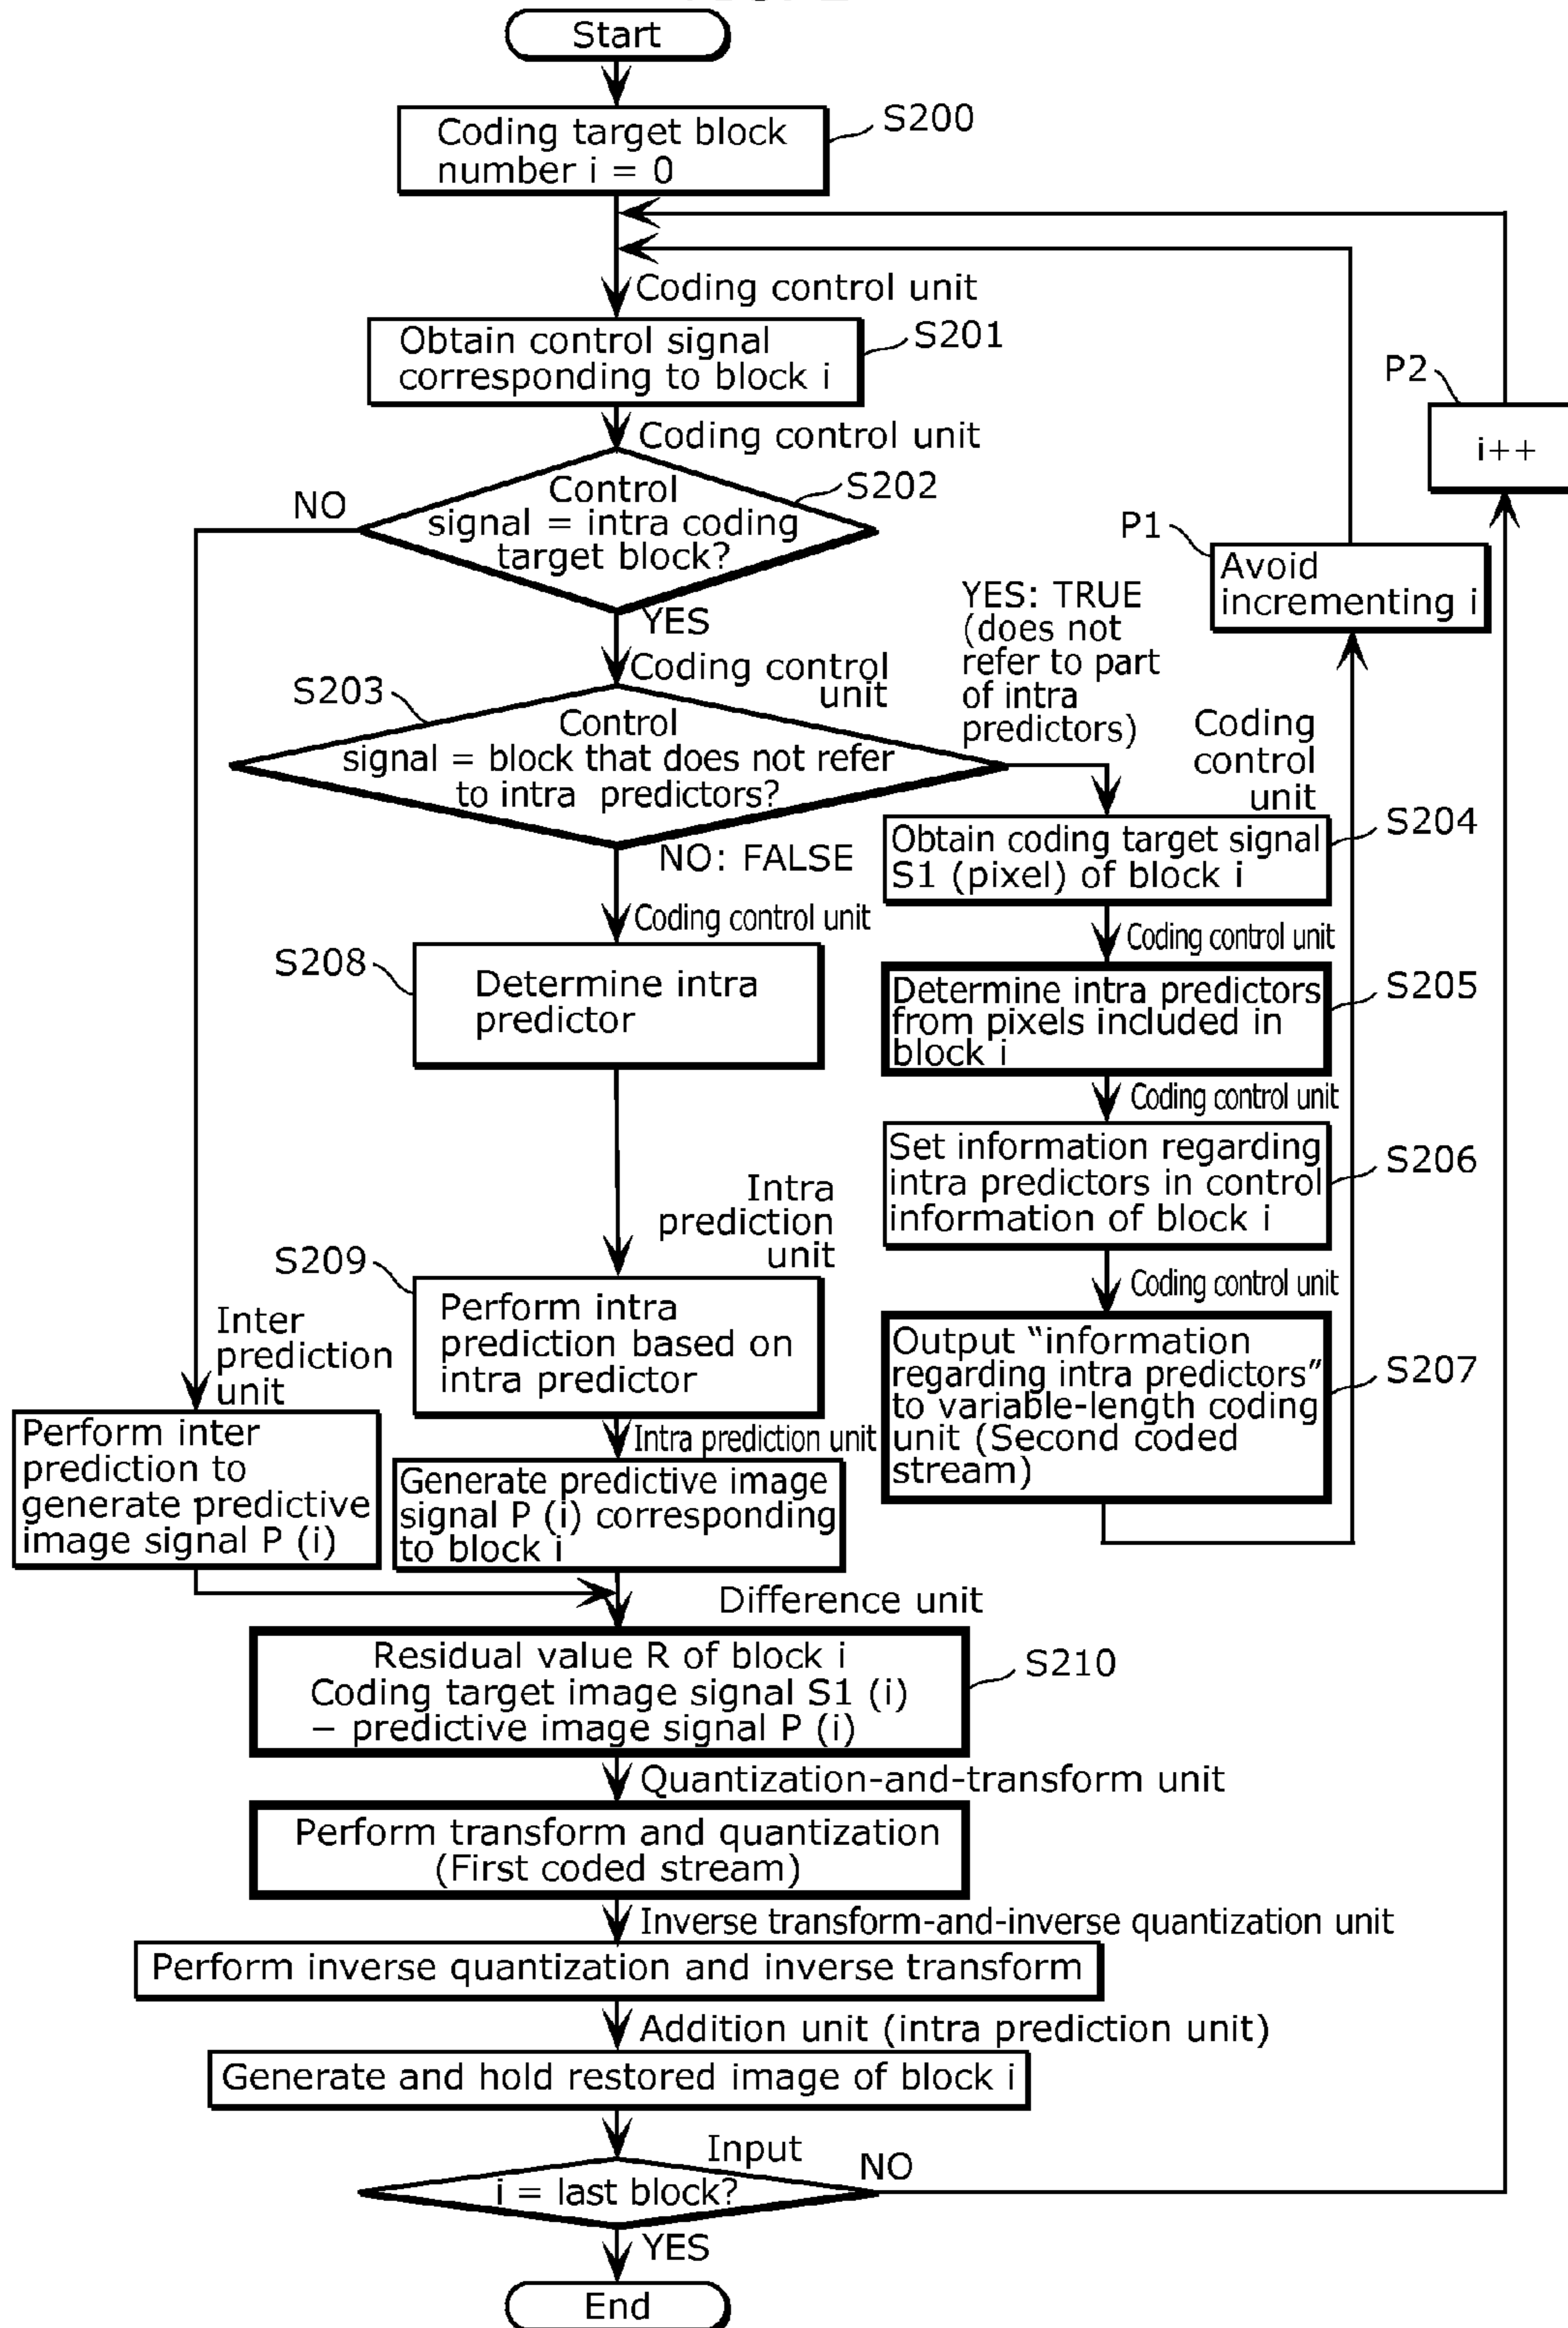 Start
Coding target block
number i = 0
S200
Coding control unit
Obtain control signal
corresponding to block i
S201
P2
i++
Coding control unit
Control
signal = intra coding
target block?
S202
NO
YES
P1
Avoid
incrementing i
YES: TRUE
(does not
refer to part
of intra
predictors)
Coding control
unit
S203
Control
signal = block that does not refer
to intra predictors?
Coding
control
unit
NO: FALSE
Obtain coding target signal
S1 (pixel) of block i
S204
Coding control unit
Coding control unit
S208
Determine intra
predictor
Determine intra predictors
from pixels included in
block i
S205
Coding control unit
Set information regarding
intra predictors in control
information of block i
S206
Intra
prediction
unit
Coding control unit
S209
Perform intra
prediction based on
intra predictor
Output “information
regarding intra predictors”
to variable-length coding
unit (Second coded
stream)
S207
Inter
prediction
unit
Intra prediction unit
Perform inter
prediction to
generate predictive
image signal P (i)
Generate predictive image
signal P (i) corresponding
to block i
Difference unit
Residual value R of block i
Coding target image signal S1 (i)
– predictive image signal P (i)
S210
Quantization-and-transform unit
Perform transform and quantization
(First coded stream)
Inverse transform-and-inverse quantization unit
Perform inverse quantization and inverse transform
Addition unit (intra prediction unit)
Generate and hold restored image of block i
Input
i = last block?
NO
YES
End